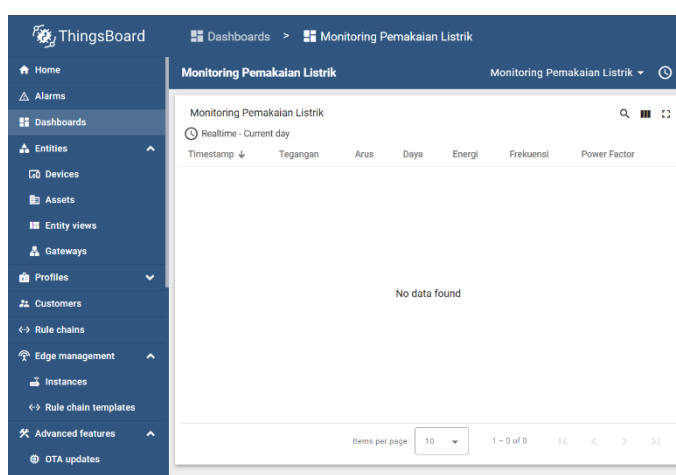 ThingsBoard
Dashboards > Monitoring Pemakaian Listrik
Home
Alarms
Dashboards
Entities
Devices
Assets
Entity views
Gateways
Profiles
Customers
Rule chains
Edge management
Instances
Rule chain templates
Advanced features
OTA updates
Monitoring Pemakaian Listrik
Monitoring Pemakaian Listrik
Monitoring Pemakaian Listrik
Realtime - Current day
Timestamp Tegangan Arus Daya Energi Frekuensi Power Factor
No data found
Items per page: 10 1 – 0 of 0